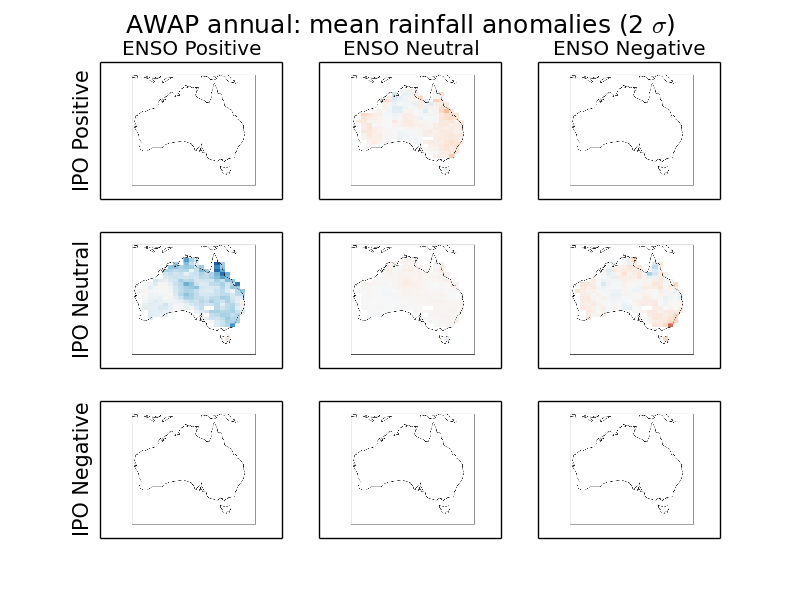 AWAP annual: mean rainfall anomalies (2 σ)
ENSO Positive ENSO Neutral ENSO Negative
IPO Positive
IPO Neutral
IPO Negative